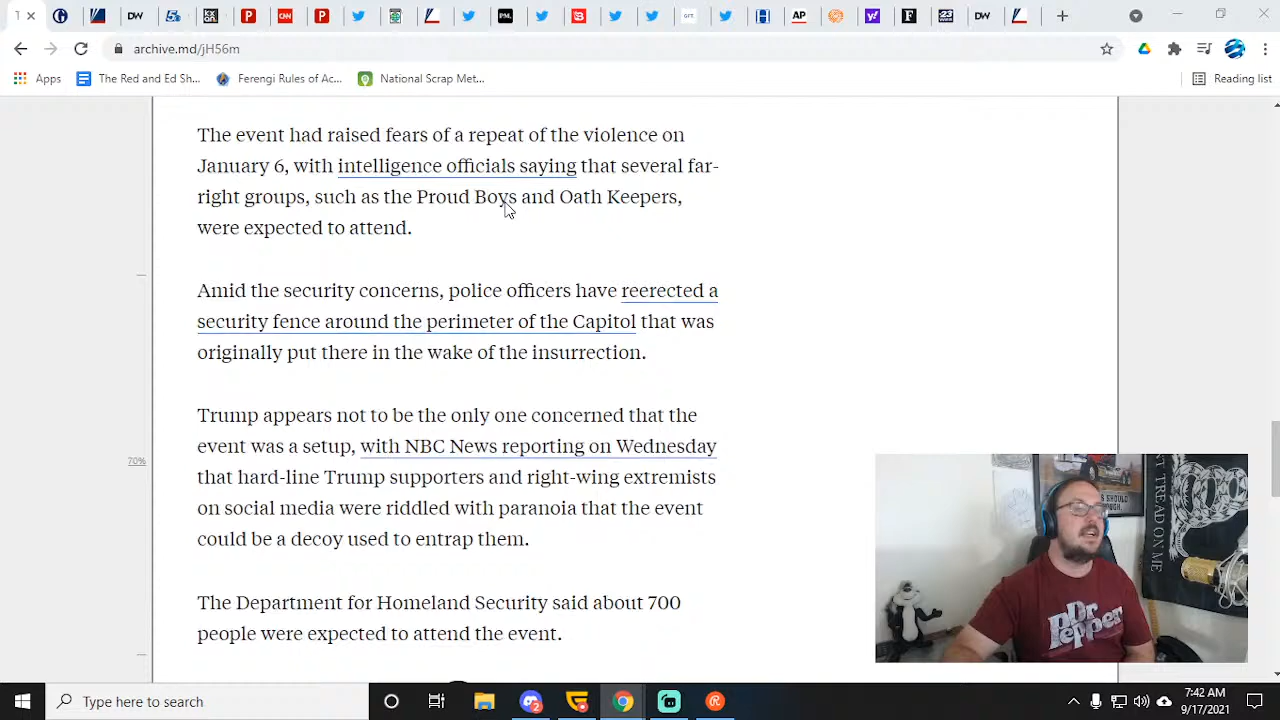 archive.md/jH56m
Apps
The Red and Ed Sh...
Ferengi Rules of Ac...
National Scrap Met...
Reading list
The event had raised fears of a repeat of the violence on
January 6, with intelligence officials saying that several far-
right groups, such as the Proud Boys and Oath Keepers,
were expected to attend.
Amid the security concerns, police officers have reerected a
security fence around the perimeter of the Capitol that was
originally put there in the wake of the insurrection.
Trump appears not to be the only one concerned that the
event was a setup, with NBC News reporting on Wednesday
70%
that hard-line Trump supporters and right-wing extremists
on social media were riddled with paranoia that the event
could be a decoy used to entrap them.
The Department for Homeland Security said about 700
people were expected to attend the event.
T TREAD ON ME
Dr
Pepper
Type here to search
7:42 AM
9/17/2021